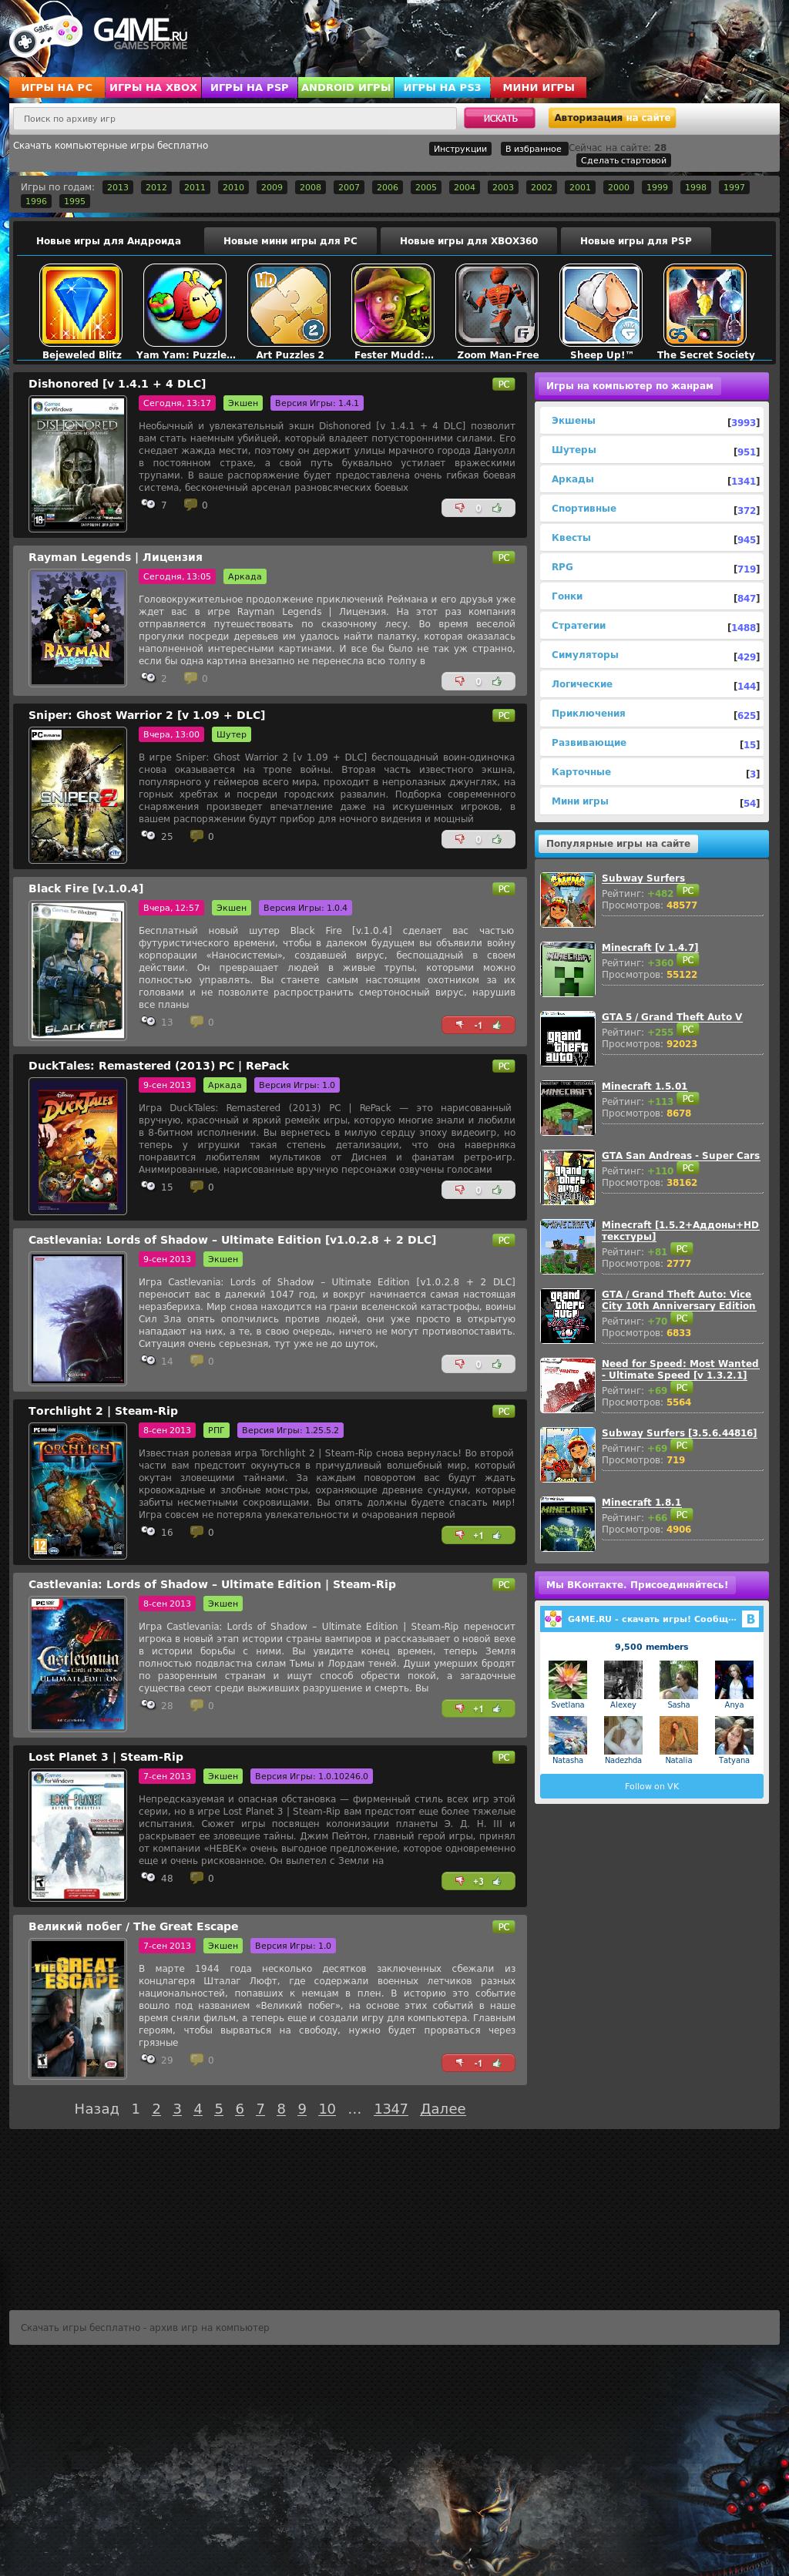 G4ME.RU
GAMES FOR ME
ИГРЫ НА PC
ИГРЫ НА XBOX
ИГРЫ НА PSP
ANDROID ИГРЫ
ИГРЫ НА PS3
МИНИ ИГРЫ
Поиск по архиву игр
ИСКАТЬ
Авторизация на сайте
Скачать компьютерные игры бесплатно
Инструкции
В избранное
Сейчас на сайте: 28
Сделать стартовой
Игры по годам: 2013 2012 2011 2010 2009 2008 2007 2006 2005 2004 2003 2002 2001 2000 1999 1998 1997
1996 1995
Новые игры для Андроида
Новые мини игры для PC
Новые игры для XBOX360
Новые игры для PSP
Bejeweled Blitz
Yam Yam: Puzzle…
Art Puzzles 2
Fester Mudd:…
Zoom Man-Free
Sheep Up!™
The Secret Society
Dishonored [v 1.4.1 + 4 DLC]
PC
Сегодня, 13:17
Экшен
Версия Игры: 1.4.1
Необычный и увлекательный экшн Dishonored [v 1.4.1 + 4 DLC] позволит
вам стать наемным убийцей, который владеет потусторонними силами. Его
снедает жажда мести, поэтому он держит улицы мрачного города Дануолл
в постоянном страхе, а свой путь буквально устилает вражескими
трупами. В ваше распоряжение будет предоставлена очень гибкая боевая
система, бесконечный арсенал разновсяческих боевых
7
0
0
Rayman Legends | Лицензия
PC
Сегодня, 13:05
Аркада
Головокружительное продолжение приключений Реймана и его друзья уже
ждет вас в игре Rayman Legends | Лицензия. На этот раз компания
отправляется путешествовать по сказочному лесу. Во время веселой
прогулки посреди деревьев им удалось найти палатку, которая оказалась
наполненной интересными картинами. И все бы было не так уж странно,
если бы одна картина внезапно не перенесла всю толпу в
2
0
0
Sniper: Ghost Warrior 2 [v 1.09 + DLC]
PC
Вчера, 13:00
Шутер
В игре Sniper: Ghost Warrior 2 [v 1.09 + DLC] беспощадный воин-одиночка
снова оказывается на тропе войны. Вторая часть известного экшна,
популярного у геймеров всего мира, проходит в непролазных джунглях, на
горных хребтах и посреди городских развалин. Подборка современного
снаряжения произведет впечатление даже на искушенных игроков, в
вашем распоряжении будут прибор для ночного видения и мощный
25
0
0
Black Fire [v.1.0.4]
PC
Вчера, 12:57
Экшен
Версия Игры: 1.0.4
Бесплатный новый шутер Black Fire [v.1.0.4] сделает вас частью
футуристического времени, чтобы в далеком будущем вы объявили войну
корпорации «Наносистемы», создавшей вирус, беспощадный в своем
действии. Он превращает людей в живые трупы, которыми можно
полностью управлять. Вы станете самым настоящим охотником за их
головами и не позволите распространить смертоносный вирус, нарушив
все планы
13
0
-1
DuckTales: Remastered (2013) PC | RePack
PC
9-сен 2013
Аркада
Версия Игры: 1.0
Игра DuckTales: Remastered (2013) PC | RePack — это нарисованный
вручную, красочный и яркий ремейк игры, которую многие знали и любили
в 8-битном исполнении. Вы вернетесь в милую сердцу эпоху видеоигр, но
теперь у игрушки такая степень детализации, что она наверняка
понравится любителям мультиков от Диснея и фанатам ретро-игр.
Анимированные, нарисованные вручную персонажи озвучены голосами
15
0
0
Castlevania: Lords of Shadow – Ultimate Edition [v1.0.2.8 + 2 DLC]
PC
9-сен 2013
Экшен
Игра Castlevania: Lords of Shadow – Ultimate Edition [v1.0.2.8 + 2 DLC]
переносит вас в далекий 1047 год, и вокруг начинается самая настоящая
неразбериха. Мир снова находится на грани вселенской катастрофы, воины
Сил Зла опять ополчились против людей, они уже просто в открытую
нападают на них, а те, в свою очередь, ничего не могут противопоставить.
Ситуация очень серьезная, тут уже не до шуток,
14
0
0
Torchlight 2 | Steam-Rip
PC
8-сен 2013
РПГ
Версия Игры: 1.25.5.2
Известная ролевая игра Torchlight 2 | Steam-Rip снова вернулась! Во второй
части вам предстоит окунуться в причудливый волшебный мир, который
окутан зловещими тайнами. За каждым поворотом вас будут ждать
кровожадные и злобные монстры, охраняющие древние сундуки, которые
забиты несметными сокровищами. Вы опять должны будете спасать мир!
Игра совсем не потеряла увлекательности и очарования первой
16
0
+1
Castlevania: Lords of Shadow – Ultimate Edition | Steam-Rip
PC
8-сен 2013
Экшен
Игра Castlevania: Lords of Shadow – Ultimate Edition | Steam-Rip переносит
игрока в новый этап истории страны вампиров и рассказывает о новой вехе
в истории борьбы с ними. Вы увидите конец времен, теперь Земля
полностью подвластна силам Тьмы и Лордам теней. Души умерших бродят
по разоренным странам и ищут способ обрести покой, а загадочные
существа сеют среди выживших разрушение и смерть. Вы
28
0
+1
Lost Planet 3 | Steam-Rip
PC
7-сен 2013
Экшен
Версия Игры: 1.0.10246.0
Непредсказуемая и опасная обстановка — фирменный стиль всех игр этой
серии, но в игре Lost Planet 3 | Steam-Rip вам предстоят еще более тяжелые
испытания. Сюжет игры посвящен колонизации планеты Э. Д. Н. III и
раскрывает ее зловещие тайны. Джим Пейтон, главный герой игры, принял
от компании «НЕВЕК» очень выгодное предложение, которое одновременно
еще и очень рискованное. Он вылетел с Земли на
48
0
+3
Великий побег / The Great Escape
PC
7-сен 2013
Экшен
Версия Игры: 1.0
В марте 1944 года несколько десятков заключенных сбежали из
концлагеря Шталаг Люфт, где содержали военных летчиков разных
национальностей, попавших к немцам в плен. В историю это событие
вошло под названием «Великий побег», на основе этих событий в наше
время сняли фильм, а теперь еще и создали игру для компьютера. Главным
героям, чтобы вырваться на свободу, нужно будет прорваться через
грязные
29
0
-1
Назад 1 2 3 4 5 6 7 8 9 10 ... 1347 Далее
Игры на компьютер по жанрам
Экшены [3993]
Шутеры [951]
Аркады [1341]
Спортивные [372]
Квесты [945]
RPG [719]
Гонки [847]
Стратегии [1488]
Симуляторы [429]
Логические [144]
Приключения [625]
Развивающие [15]
Карточные [3]
Мини игры [54]
Популярные игры на сайте
Subway Surfers
Рейтинг: +482 PC
Просмотров: 48577
Minecraft [v 1.4.7]
Рейтинг: +360 PC
Просмотров: 55122
GTA 5 / Grand Theft Auto V
Рейтинг: +255 PC
Просмотров: 92023
Minecraft 1.5.01
Рейтинг: +113 PC
Просмотров: 8678
GTA San Andreas - Super Cars
Рейтинг: +110 PC
Просмотров: 38162
Minecraft [1.5.2+Аддоны+HD
текстуры]
Рейтинг: +81 PC
Просмотров: 2777
GTA / Grand Theft Auto: Vice
City 10th Anniversary Edition
Рейтинг: +70 PC
Просмотров: 6833
Need for Speed: Most Wanted
- Ultimate Speed [v 1.3.2.1]
Рейтинг: +69 PC
Просмотров: 5564
Subway Surfers [3.5.6.44816]
Рейтинг: +69 PC
Просмотров: 719
Minecraft 1.8.1
Рейтинг: +66 PC
Просмотров: 4906
Мы ВКонтакте. Присоединяйтесь!
G4ME.RU - скачать игры! Сообщ…
B
9,500 members
Svetlana
Alexey
Sasha
Anya
Natasha
Nadezhda
Natalia
Tatyana
Follow on VK
Скачать игры бесплатно - архив игр на компьютер